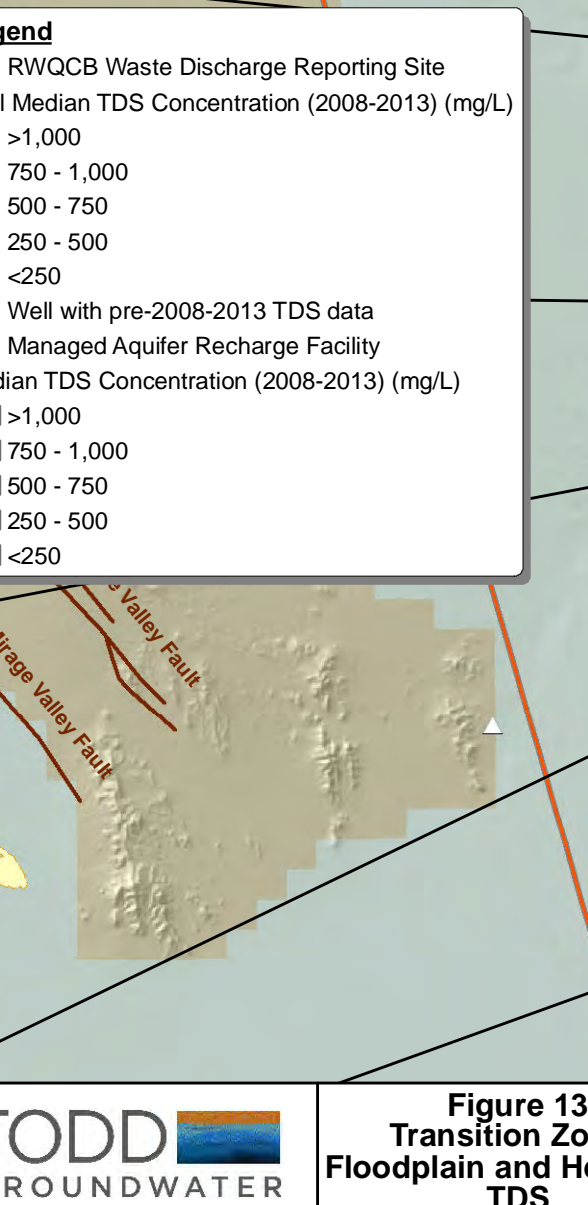 gend
RWQCB Waste Discharge Reporting Site
l Median TDS Concentration (2008-2013) (mg/L)
>1,000
750 - 1,000
500 - 750
250 - 500
<250
Well with pre-2008-2013 TDS data
Managed Aquifer Recharge Facility
dian TDS Concentration (2008-2013) (mg/L)
>1,000
750 - 1,000
500 - 750
250 - 500
<250
e Valley Fault
Mirage Valley Fault
TODD
ROUNDWATER
Figure 13
Transition Zo
Floodplain and He
TDS